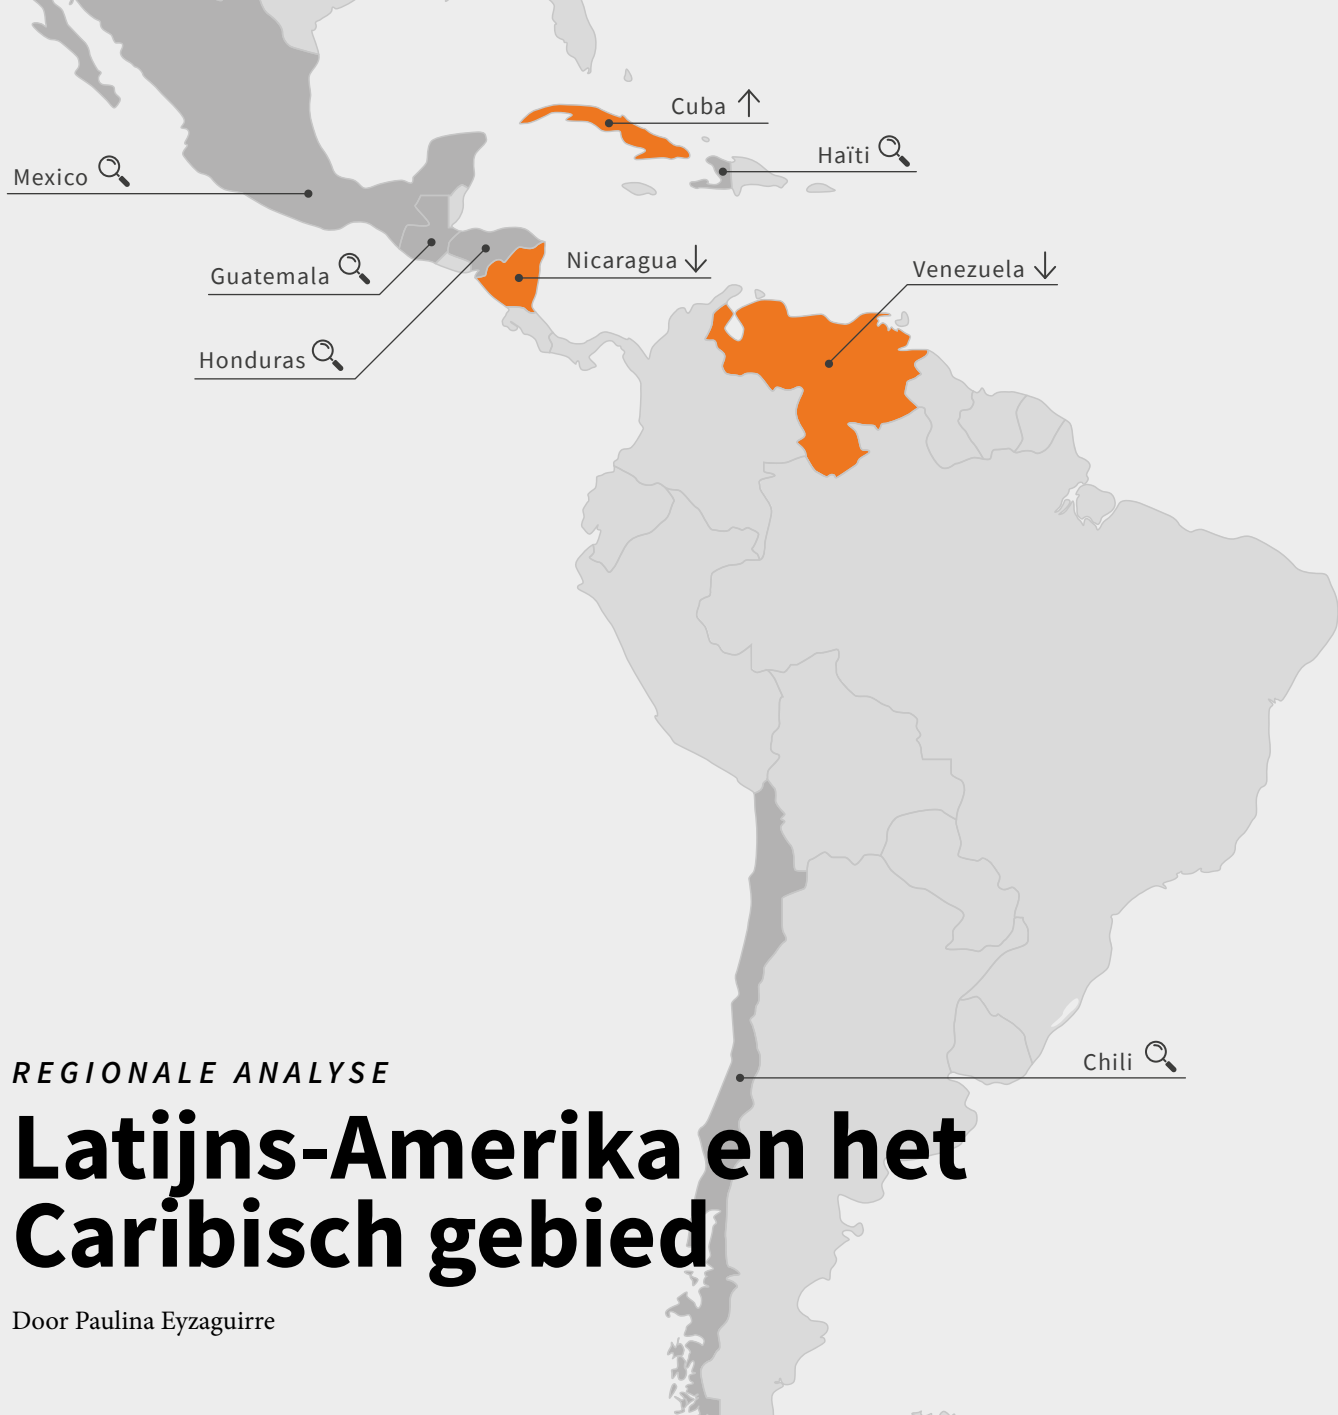 Cuba
Haïti
Mexico
Guatemala
Nicaragua
Venezuela
Honduras
Chili
REGIONALE ANALYSE
Latijns-Amerika en het
Caribisch gebied
Door Paulina Eyzaguirre